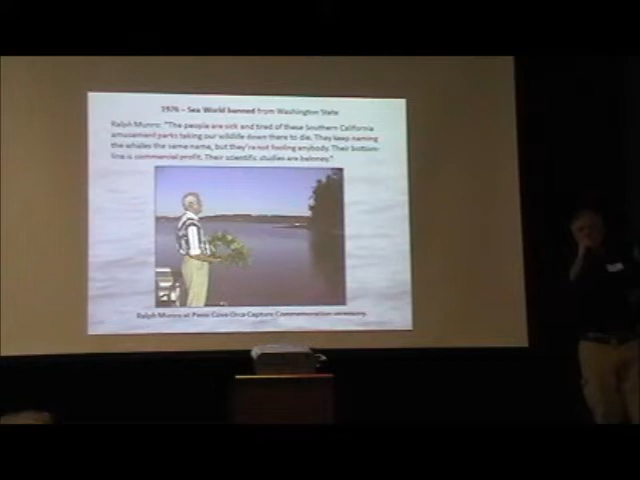 1976 – Sea World banned from Washington State
Ralph Munro: "The people are sick and tired of these Southern California
amusement parks taking our wildlife down there to die. They keep naming
the whales the same name, but they're not fooling anybody. Their bottom-
line is commercial profit. Their scientific studies are baloney."
Ralph Munro at Penn Cove Orca Capture Commemoration ceremony.